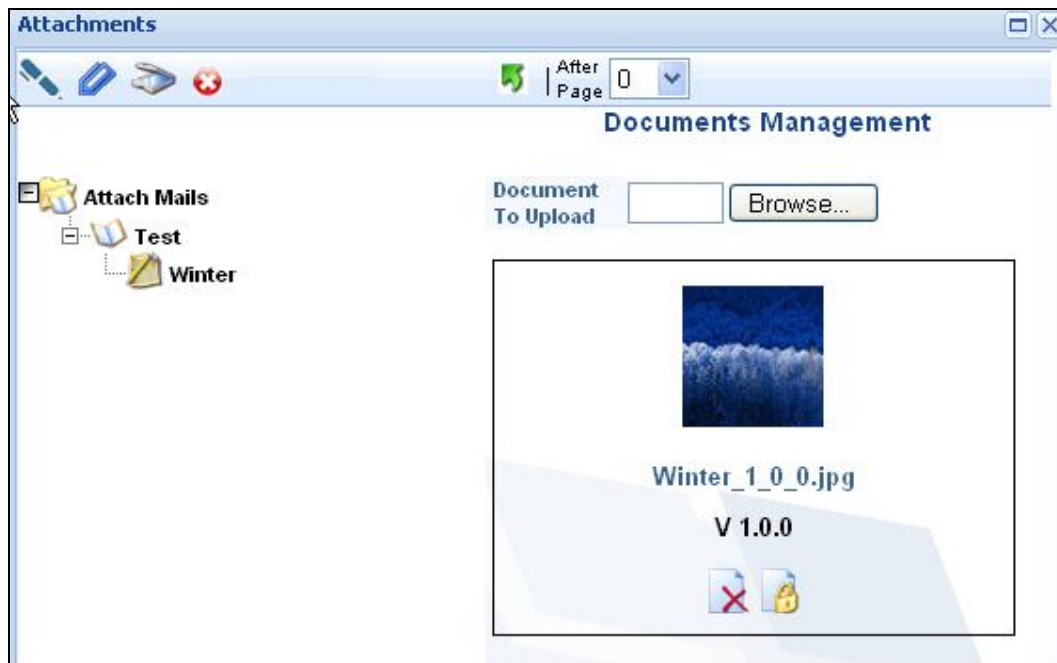 Attachments
After
Page 0
Documents Management
Attach Mails
Test
Winter
Document
To Upload
Browse...
Winter_1_0_0.jpg
V 1.0.0